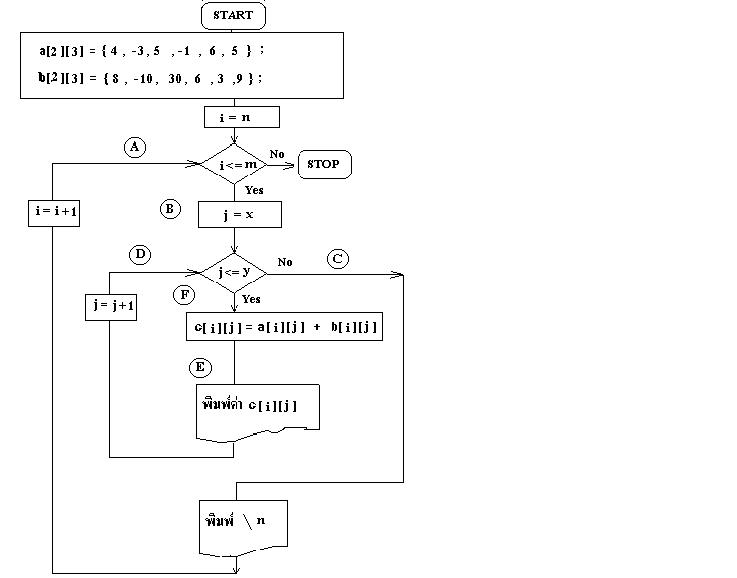 START
a[2][3] = { 4 , -3, 5 , -1 , 6 , 5 } ;
b[2][3] = { 8 , -10, 30, 6 , 3 ,9 } ;
i = n
A
i<=m
No
STOP
Yes
i = i+1
B
j = x
D
j<= y
No
C
F
Yes
j= j+1
c[i][j] = a[i][j] + b[i][j]
E
พิมพ์ค่า c[i][j]
พิมพ์ \ n